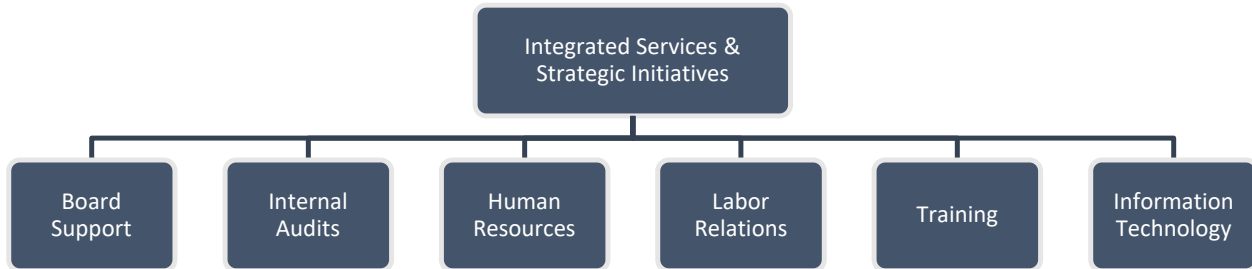 Integrated Services &
Strategic Initiatives
Board
Support
Internal
Audits
Human
Resources
Labor
Relations
Training
Information
Technology